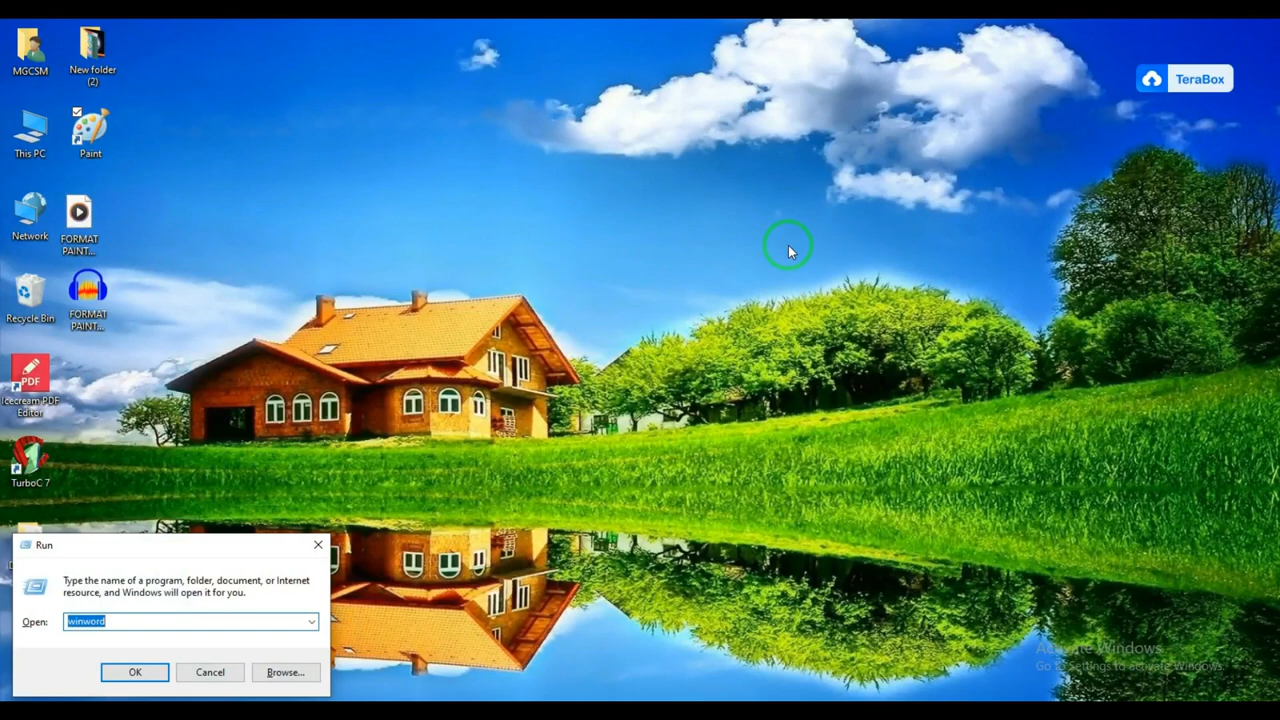 MGCSM
New folder
(2)
TeraBox
This PC
Paint
Network
FORMAT
PAINT...
Recycle Bin
FORMAT
PAINT...
PDF
Icecream PDF
Editor
TurboC 7
Run
Type the name of a program, folder, document, or Internet
resource, and Windows will open it for you.
Open:
winword
OK
Cancel
Browse...
Activate Windows
Go to Settings to activate Windows.